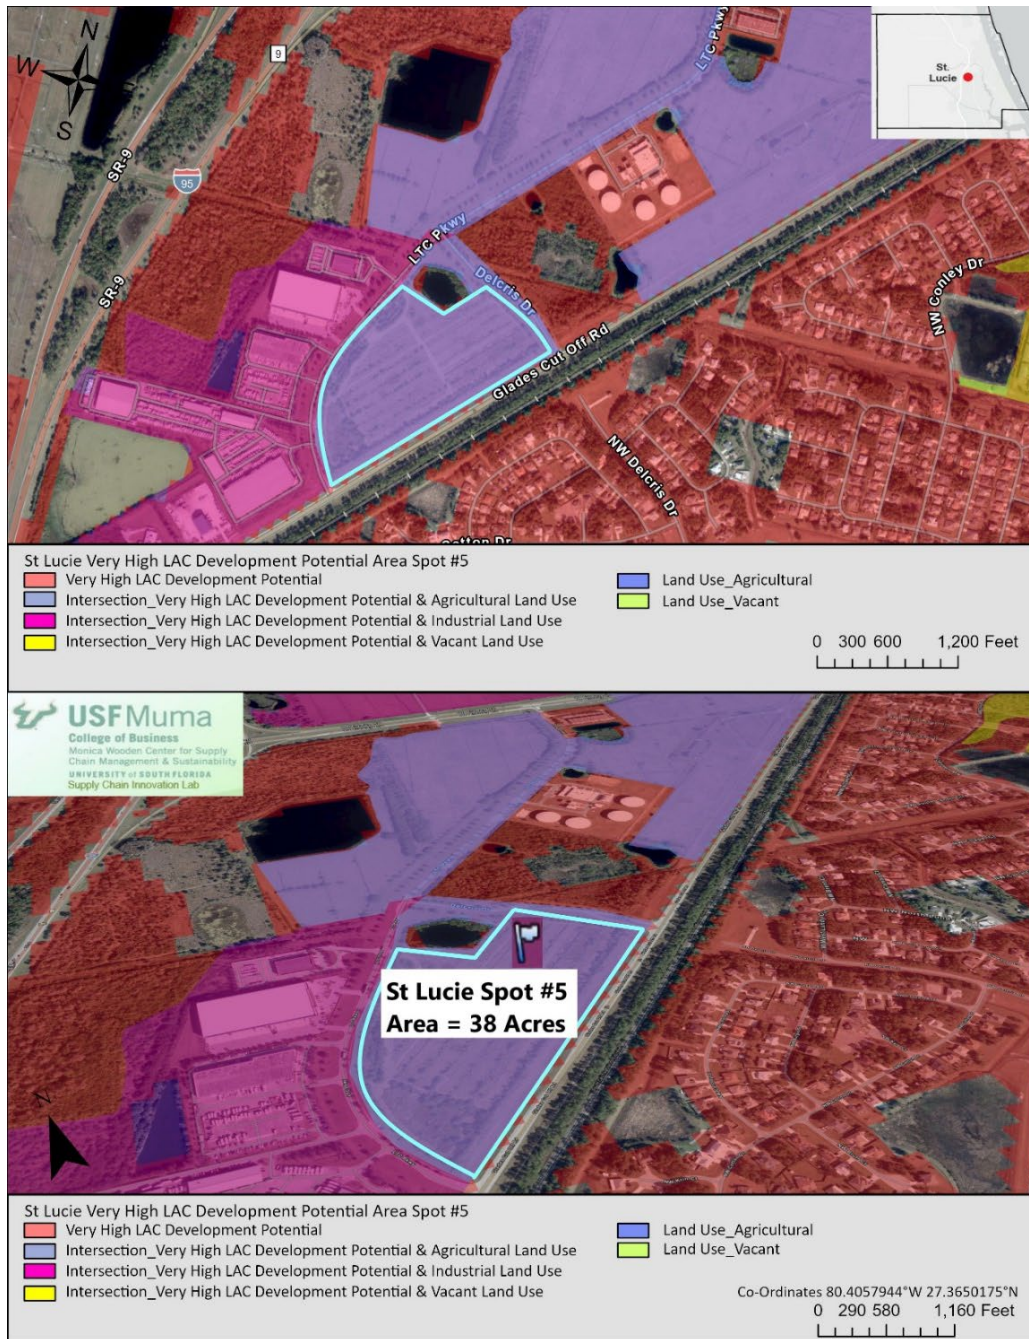 N
W
S
9
SR-9
95
SR-9
LTC Pkwy
LTC Pkwy
Delcris Dr
Glades Cut Off Rd
NW Conley Dr
NW Delcris Dr
St.
Lucie
St Lucie Very High LAC Development Potential Area Spot #5
Very High LAC Development Potential
Intersection_Very High LAC Development Potential & Agricultural Land Use
Intersection_Very High LAC Development Potential & Industrial Land Use
Intersection_Very High LAC Development Potential & Vacant Land Use
Land Use_Agricultural
Land Use_Vacant
0 300 600 1,200 Feet
USF Muma
College of Business
Monica Wooden Center for Supply
Chain Management & Sustainability
UNIVERSITY of SOUTH FLORIDA
Supply Chain Innovation Lab
St Lucie Spot #5
Area = 38 Acres
N
St Lucie Very High LAC Development Potential Area Spot #5
Very High LAC Development Potential
Intersection_Very High LAC Development Potential & Agricultural Land Use
Intersection_Very High LAC Development Potential & Industrial Land Use
Intersection_Very High LAC Development Potential & Vacant Land Use
Land Use_Agricultural
Land Use_Vacant
Co-Ordinates 80.4057944°W 27.3650175°N
0 290 580 1,160 Feet